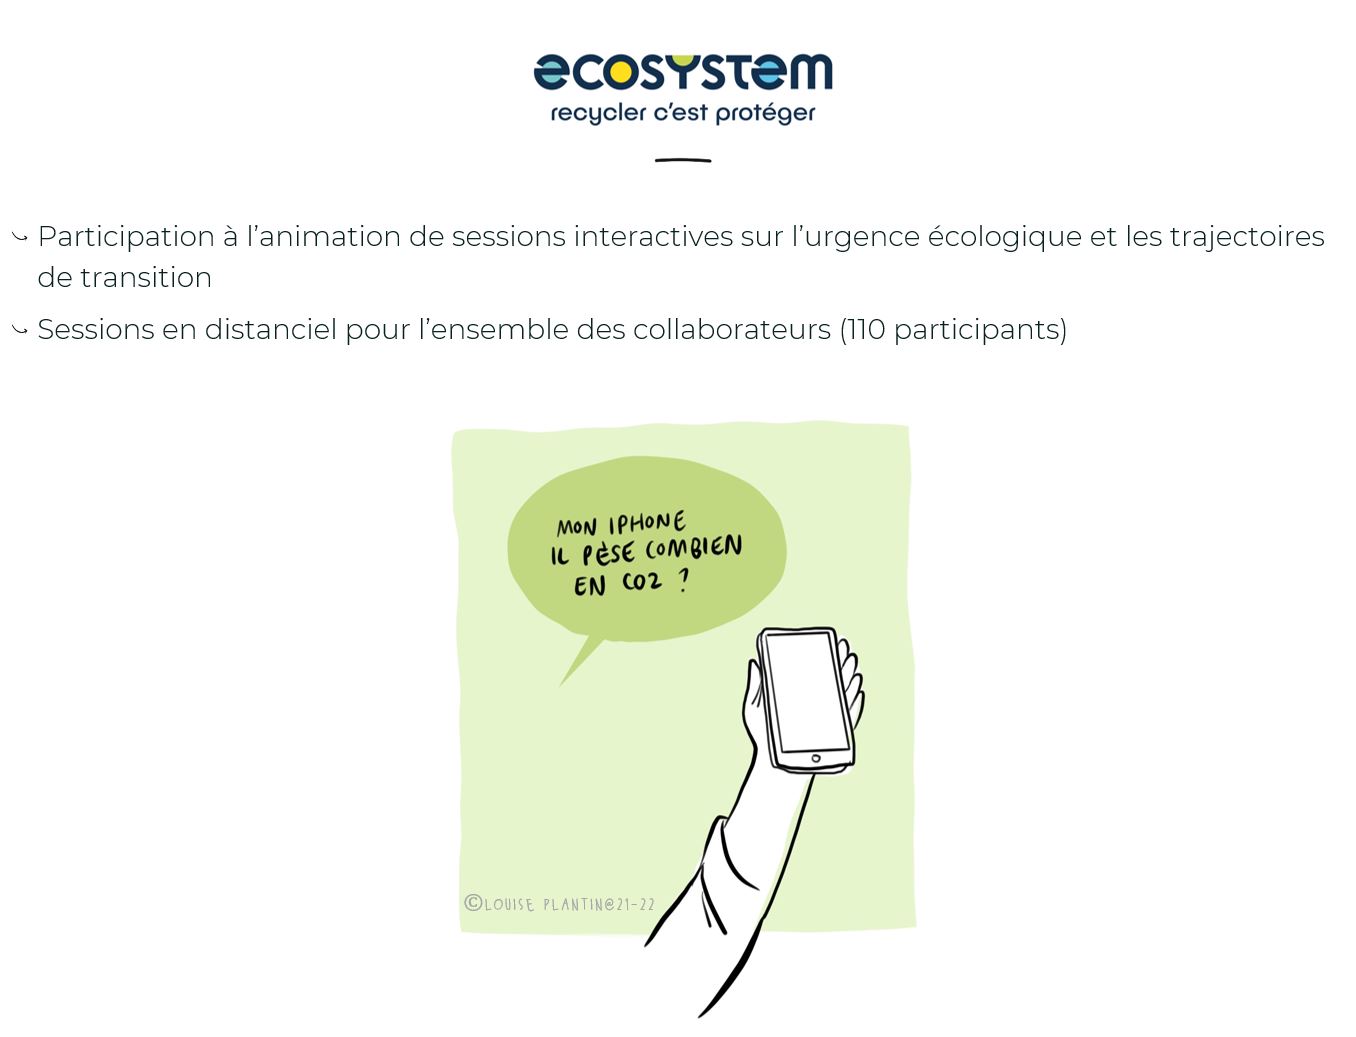 ecosystem
recycler c’est protéger
Participation à l’animation de sessions interactives sur l’urgence écologique et les trajectoires
de transition
Sessions en distanciel pour l’ensemble des collaborateurs (110 participants)
MON IPHONE
IL PÈSE COMBIEN
EN CO2 ?
©LOUISE PLANTIN@21-22